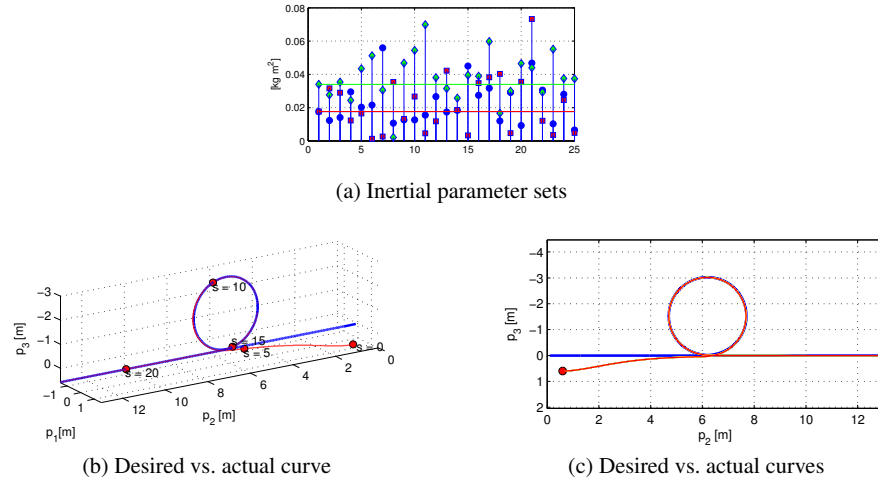 0.08
0.06
0.04
0.02
0
[kg m²]
0 5 10 15 20 25
(a) Inertial parameter sets
−3
−2
−1
0
p3 [m]
s = 10
s = 15
s = 5
s = 0
s = 20
−1
0
1
p1[m]
12 10 8 6 4 2 0
p2 [m]
(b) Desired vs. actual curve
−4
−3
−2
−1
0
1
2
p3 [m]
0 2 4 6 8 10 12
p2 [m]
(c) Desired vs. actual curves